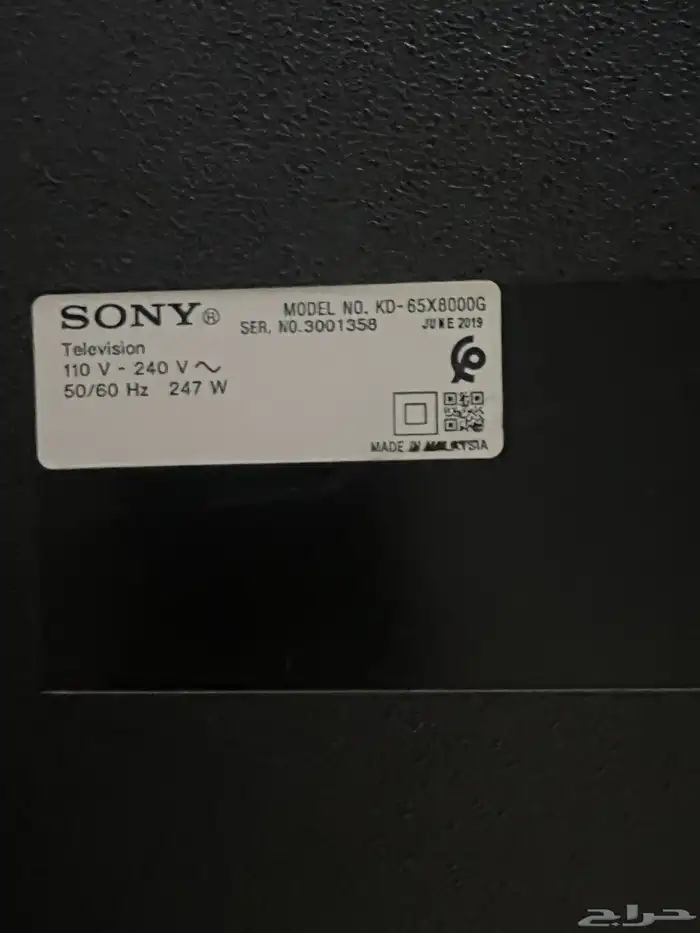 SONY®
MODEL NO. KD-65X8000G
SER. NO.3001358
JUNE 2019
Television
110 V - 240 V ~
50/60 Hz 247 W
MADE IN MALAYSIA
حراج